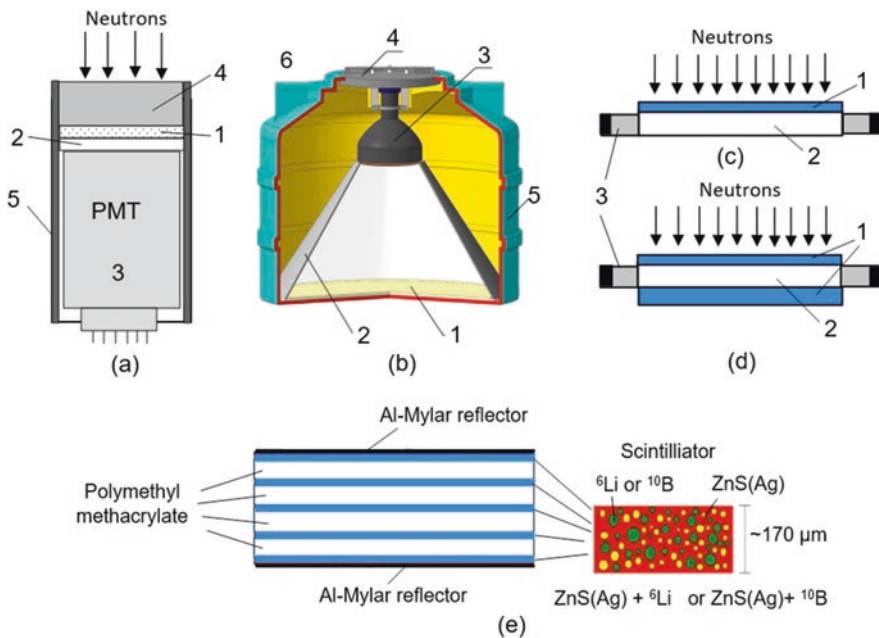 Neutrons
4
1
2
5
PMT
3
(a)
6
4
3
5
2
1
(b)
Neutrons
1
2
(c)
3
Neutrons
1
2
(d)
Al-Mylar reflector
Polymethyl
methacrylate
Al-Mylar reflector
Scintilliator
⁶Li or ¹⁰B
ZnS(Ag)
~170 µm
ZnS(Ag) + ⁶Li or ZnS(Ag)+ ¹⁰B
(e)